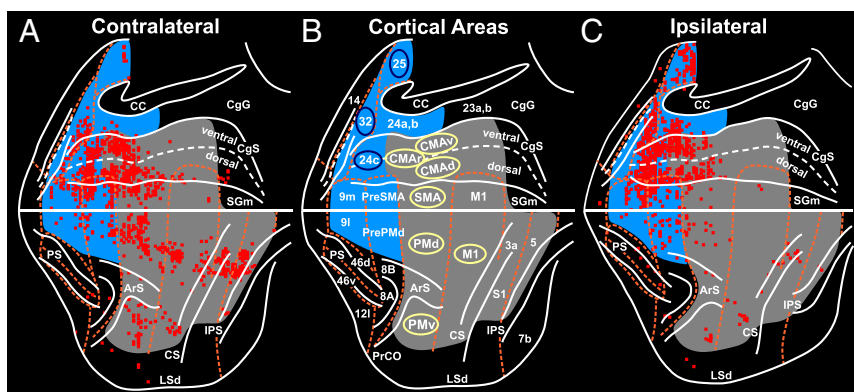 A Contralateral
CC
CgG
ventral
CgS
dorsal
SGm
PS
ArS
CS
IPS
LSd
B Cortical Areas
25
CC
14
23a,b
CgG
32
24a,b
CMAv
ventral
CgS
24c
CMAr
CMAd
dorsal
9m PreSMA SMA M1
SGm
9l
PrePMd
PMd
M1
3a
5
PS
46d
8B
46v
8A
ArS
S1
12l
PMv
CS
IPS
7b
PrCO
LSd
C Ipsilateral
CC
CgG
ventral
CgS
dorsal
SGm
PS
ArS
CS
IPS
LSd